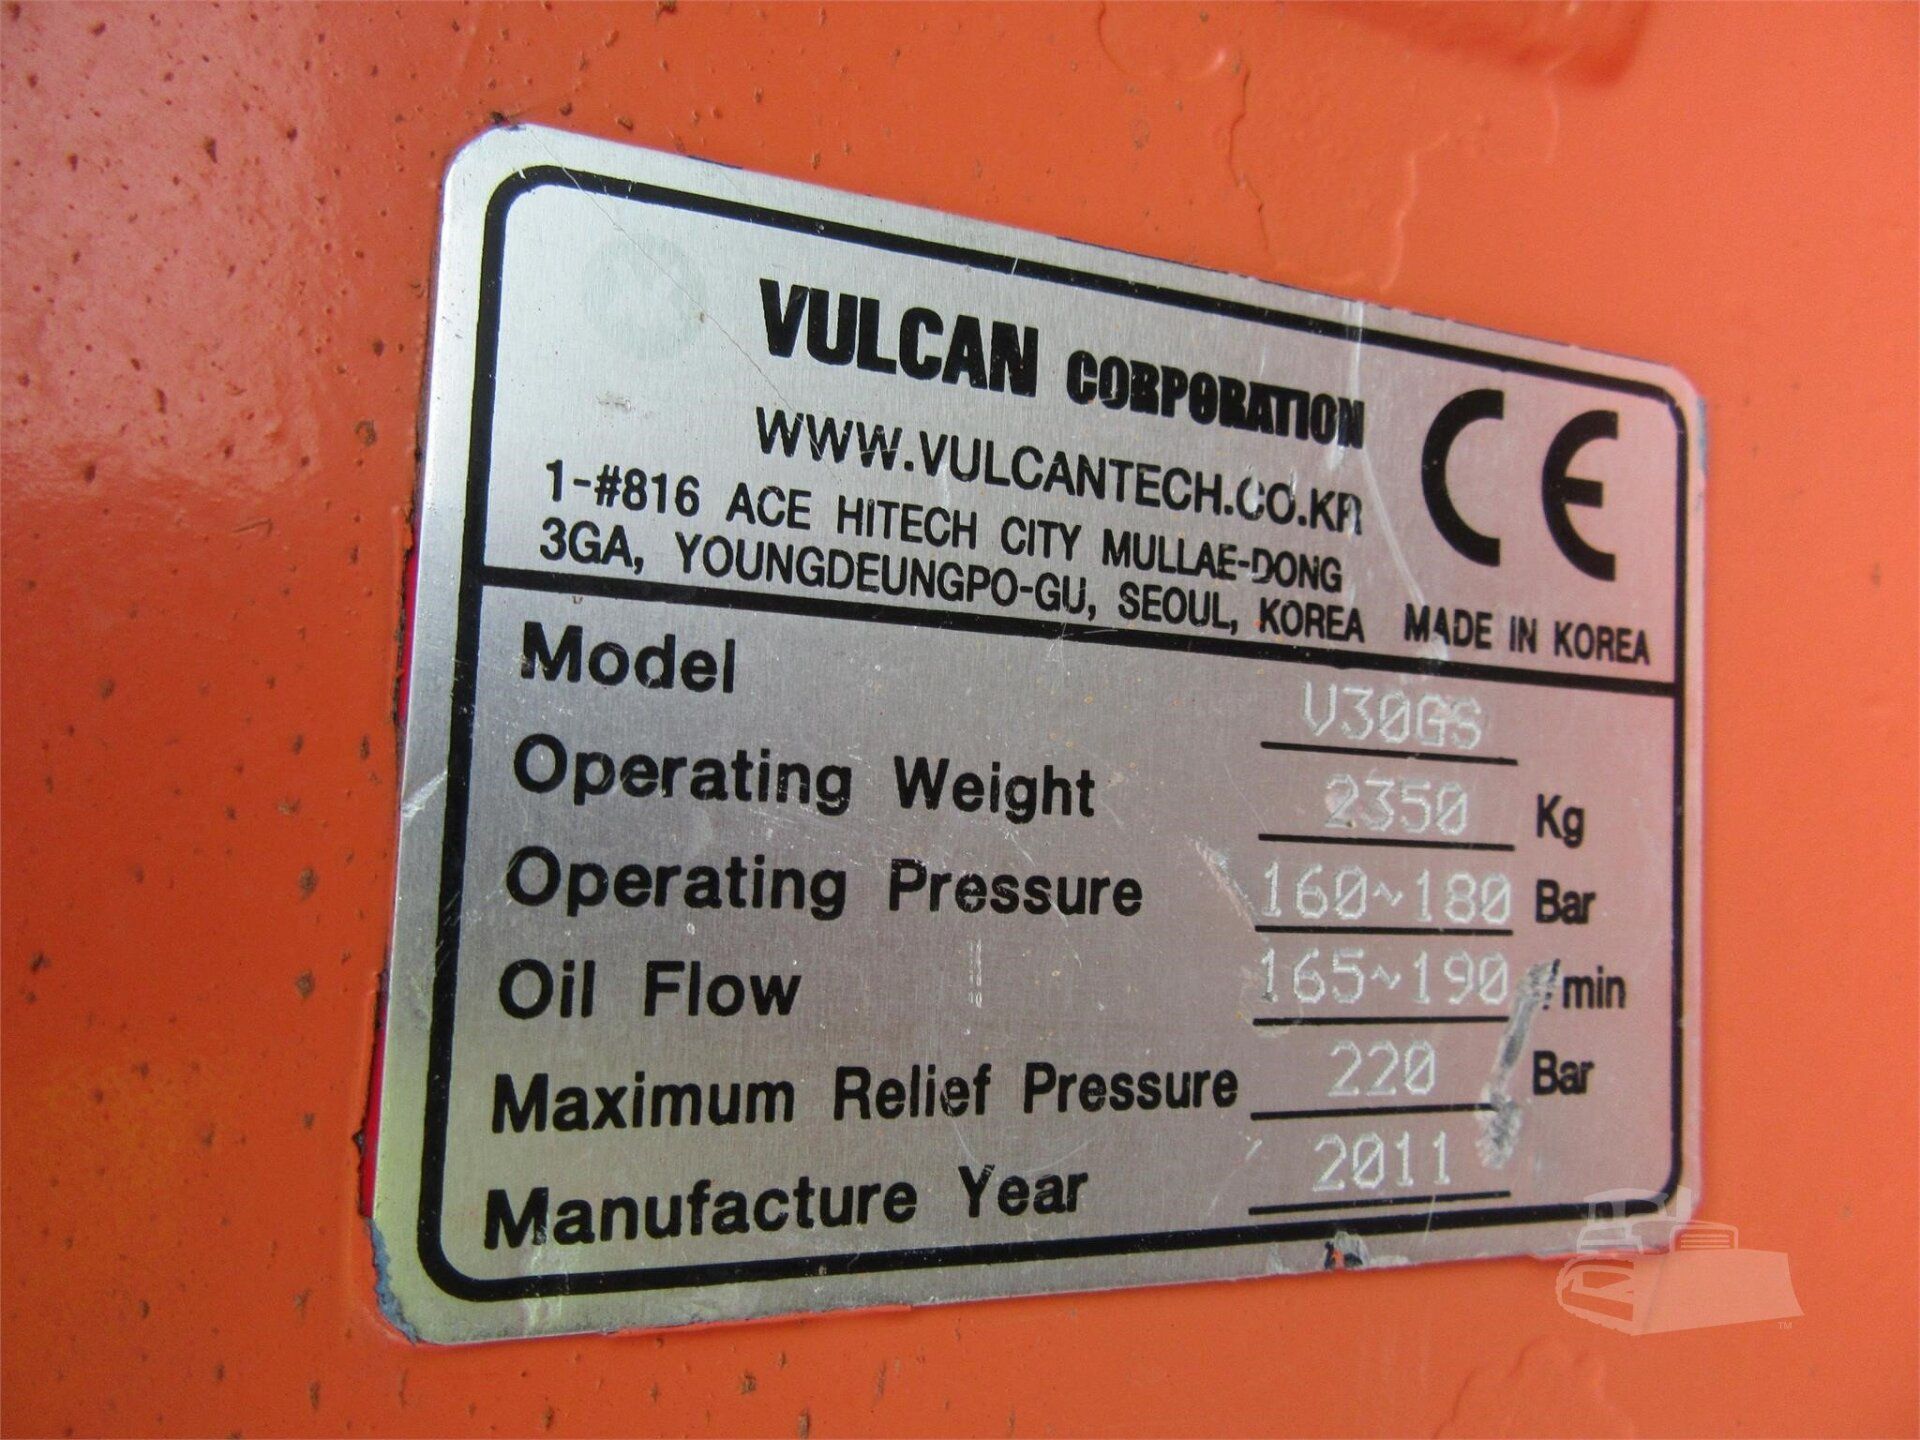 VULCAN CORPORATION
WWW.VULCANTECH.CO.KR
1-#816 ACE HITECH CITY MULLAE-DONG
3GA, YOUNGDEUNGPO-GU, SEOUL, KOREA
CE
MADE IN KOREA
Model V30GS
Operating Weight 2350 Kg
Operating Pressure 160~180 Bar
Oil Flow 165~190 /min
Maximum Relief Pressure 220 Bar
Manufacture Year 2011
TM